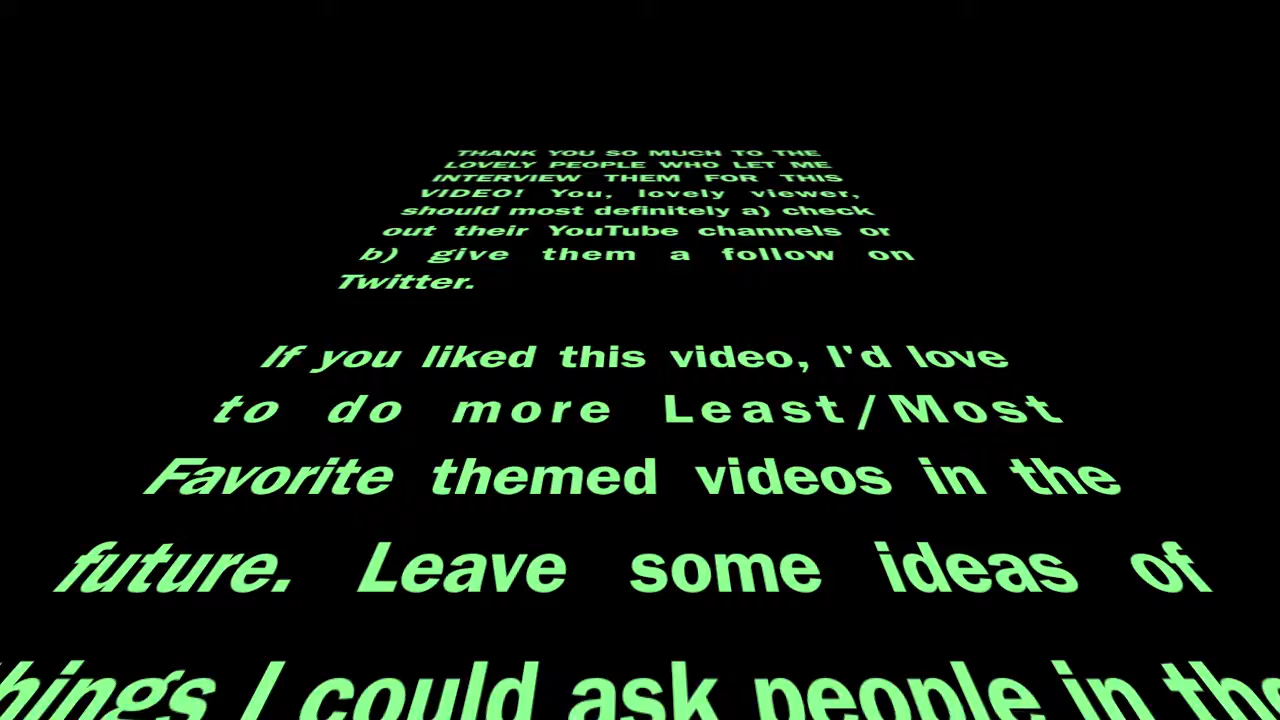 THANK YOU SO MUCH TO THE
LOVELY PEOPLE WHO LET ME
INTERVIEW THEM FOR THIS
VIDEO! You, lovely viewer,
should most definitely a) check
out their YouTube channels or
b) give them a follow on
Twitter.
If you liked this video, I'd love
to do more Least/Most
Favorite themed videos in the
future. Leave some ideas of
things I could ask people in the